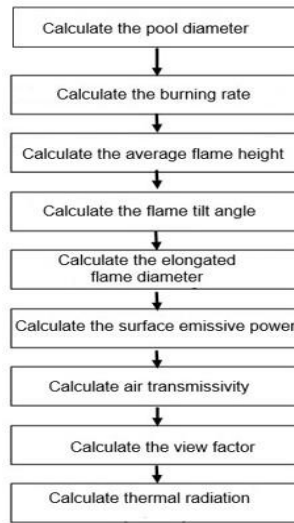 Calculate the pool diameter
Calculate the burning rate
Calculate the average flame height
Calculate the flame tilt angle
Calculate the elongated
flame diameter
Calculate the surface emissive power
Calculate air transmissivity
Calculate the view factor
Calculate thermal radiation